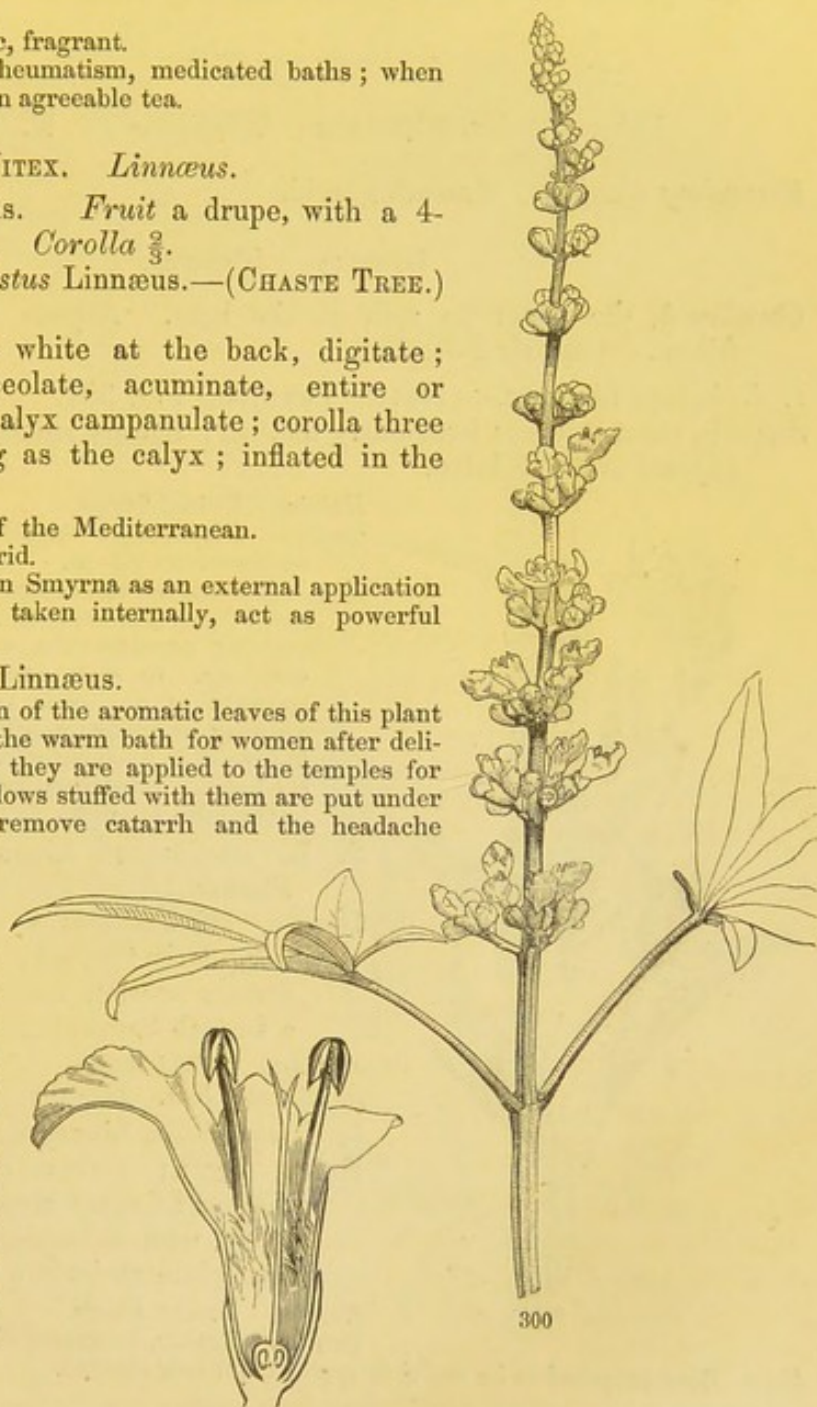 fragrant.
heumatism, medicated baths ; when
n agreeable tea.
ITEX. Linnæus.
s. Fruit a drupe, with a 4-
Corolla 2/3.
stus Linnæus.—(CHASTE TREE.)
white at the back, digitate ;
eolate, acuminate, entire or
alyx campanulate ; corolla three
g as the calyx ; inflated in the
f the Mediterranean.
rid.
n Smyrna as an external application
taken internally, act as powerful
Linnæus.
n of the aromatic leaves of this plant
the warm bath for women after deli-
they are applied to the temples for
lows stuffed with them are put under
remove catarrh and the headache
300